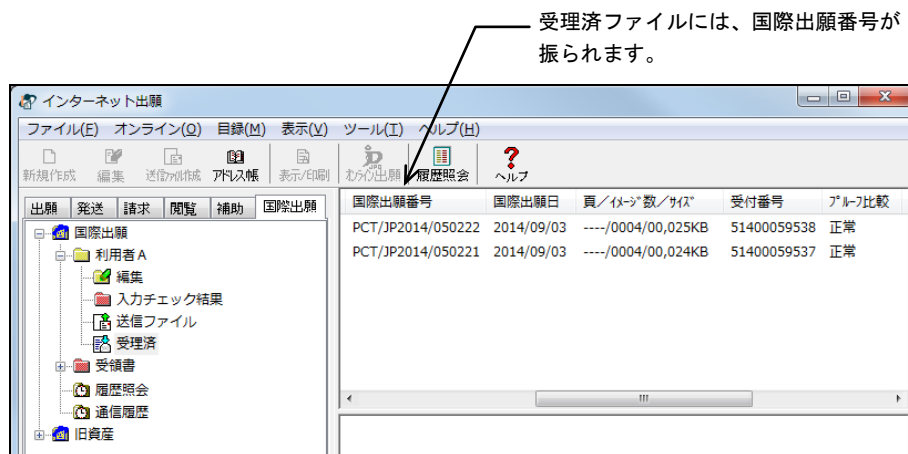 受理済ファイルには、国際出願番号が
振られます。
インターネット出願
ファイル(F) オンライン(O) 目録(M) 表示(V) ツール(T) ヘルプ(H)
新規作成 編集 送信ﾌｧｲﾙ作成 アドレス帳 表示/印刷 ｵﾝﾗｲﾝ出願 履歴照会 ヘルプ
出願 発送 請求 閲覧 補助 国際出願
国際出願番号 国際出願日 頁／ｲﾒｰｼﾞ数／ｻｲｽﾞ 受付番号 ﾌﾟﾙｰﾌ比較
PCT/JP2014/050222 2014/09/03 ----/0004/00,025KB 51400059538 正常
PCT/JP2014/050221 2014/09/03 ----/0004/00,024KB 51400059537 正常
国際出願
利用者A
編集
入力チェック結果
送信ファイル
受理済
受領書
履歴照会
通信履歴
旧資産